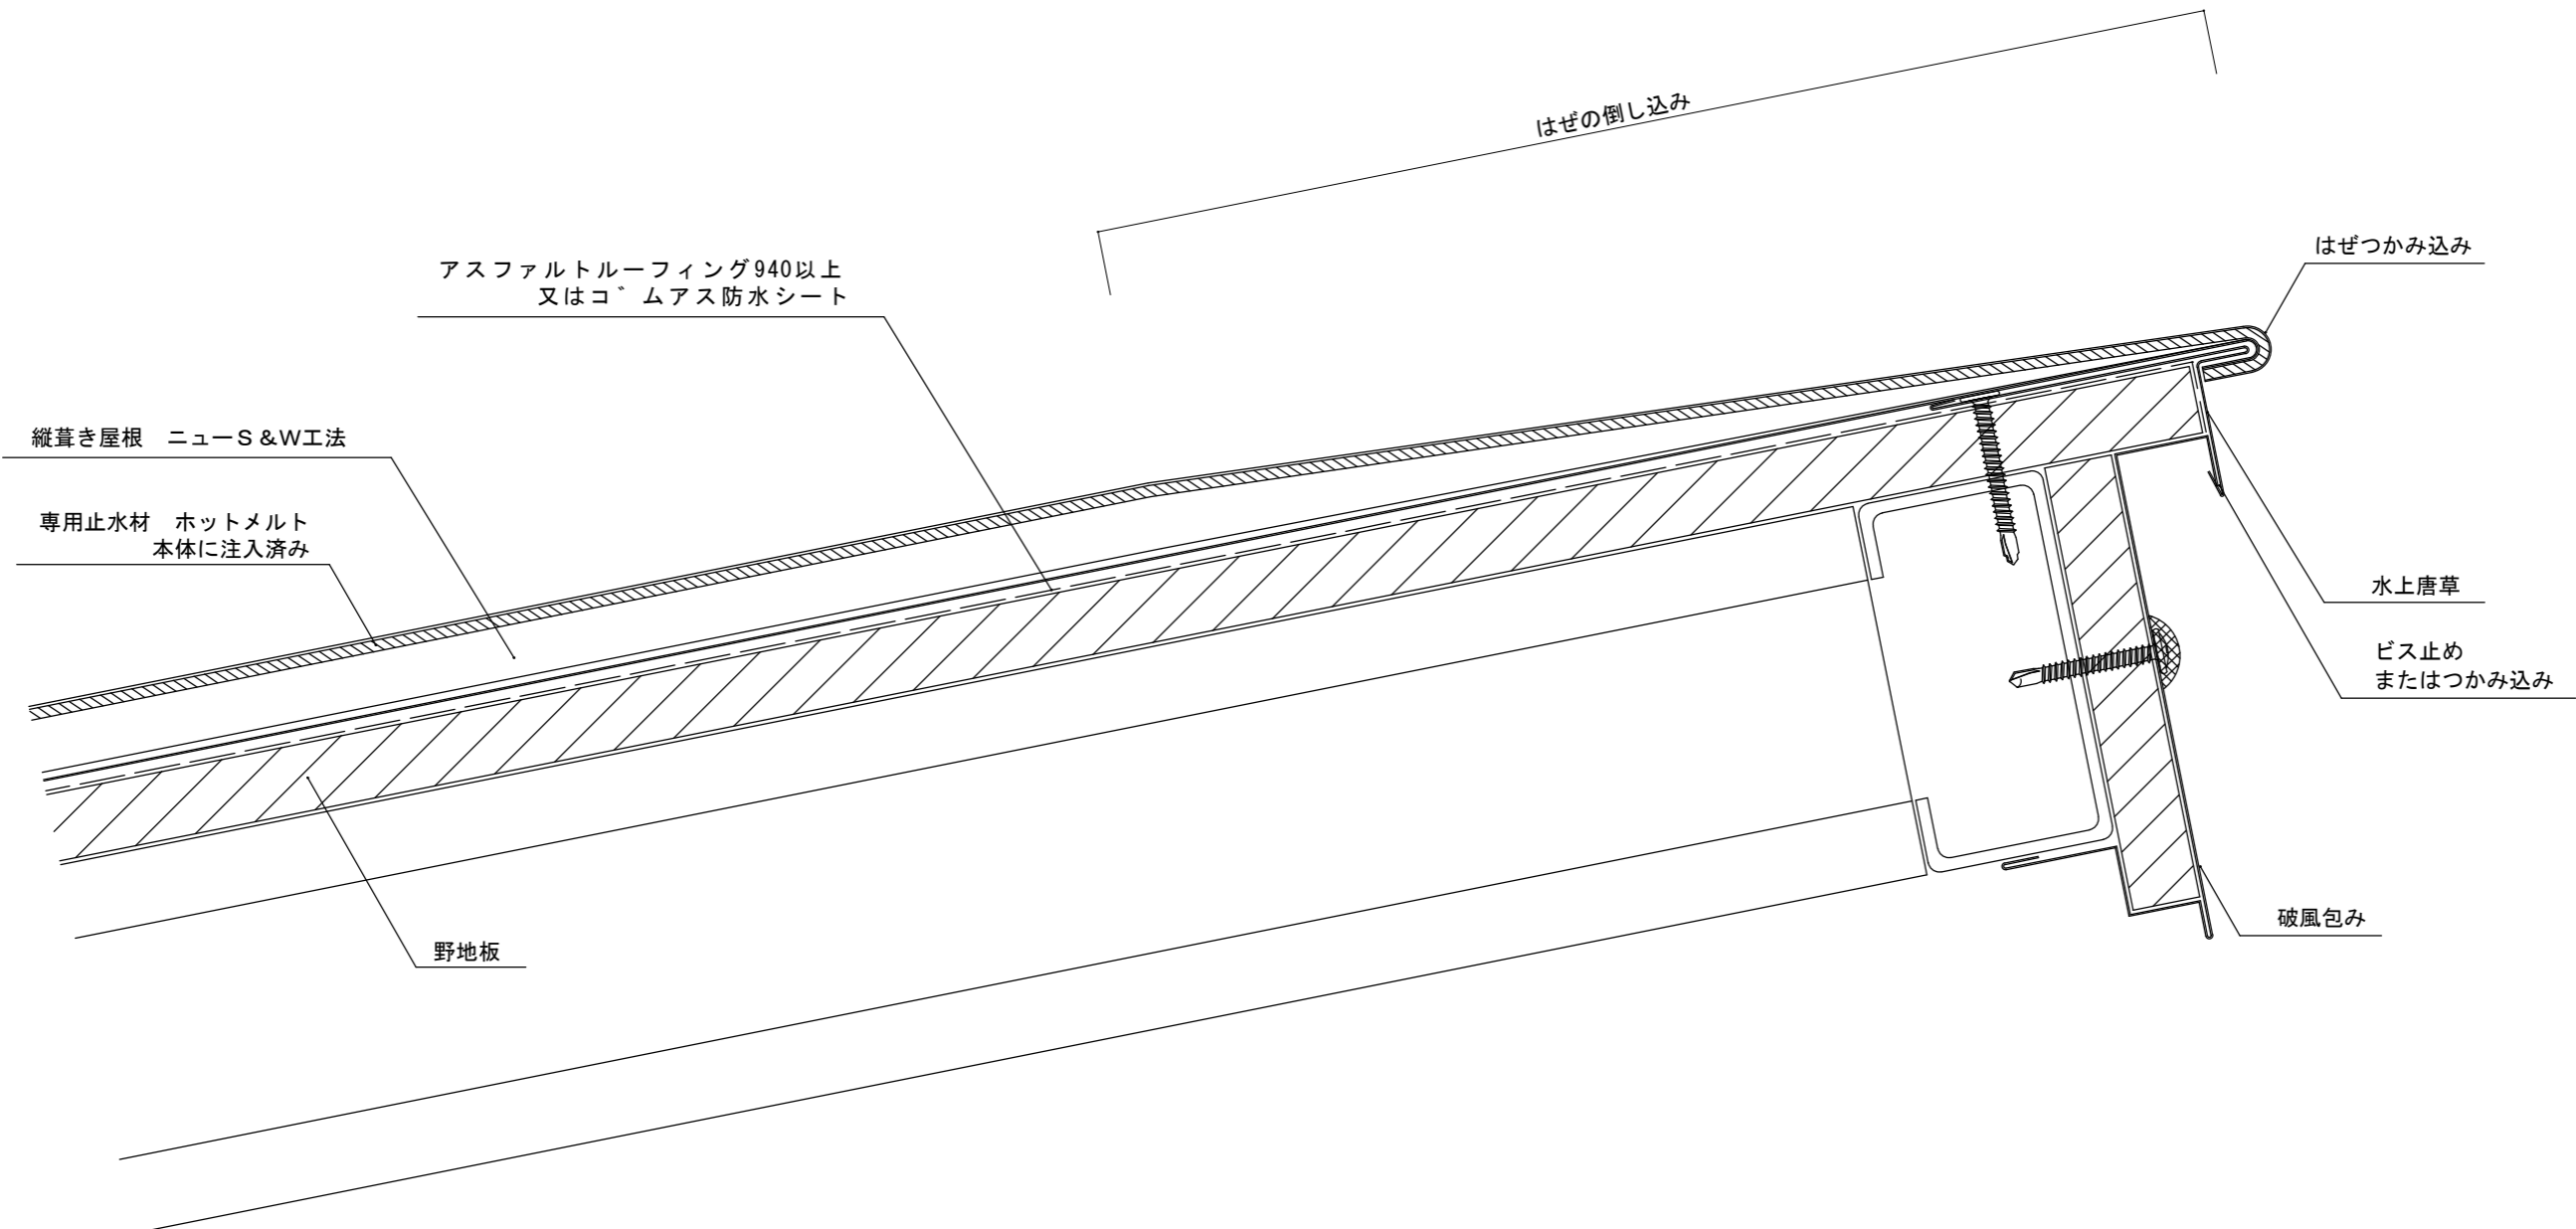 はぜの倒し込み
はぜつかみ込み
アスファルトルーフィング940以上
又はコ゛ムアス防水シート
縦葺き屋根　ニューS&W工法
専用止水材　ホットメルト
本体に注入済み
水上唐草
ビス止め
またはつかみ込み
破風包み
野地板